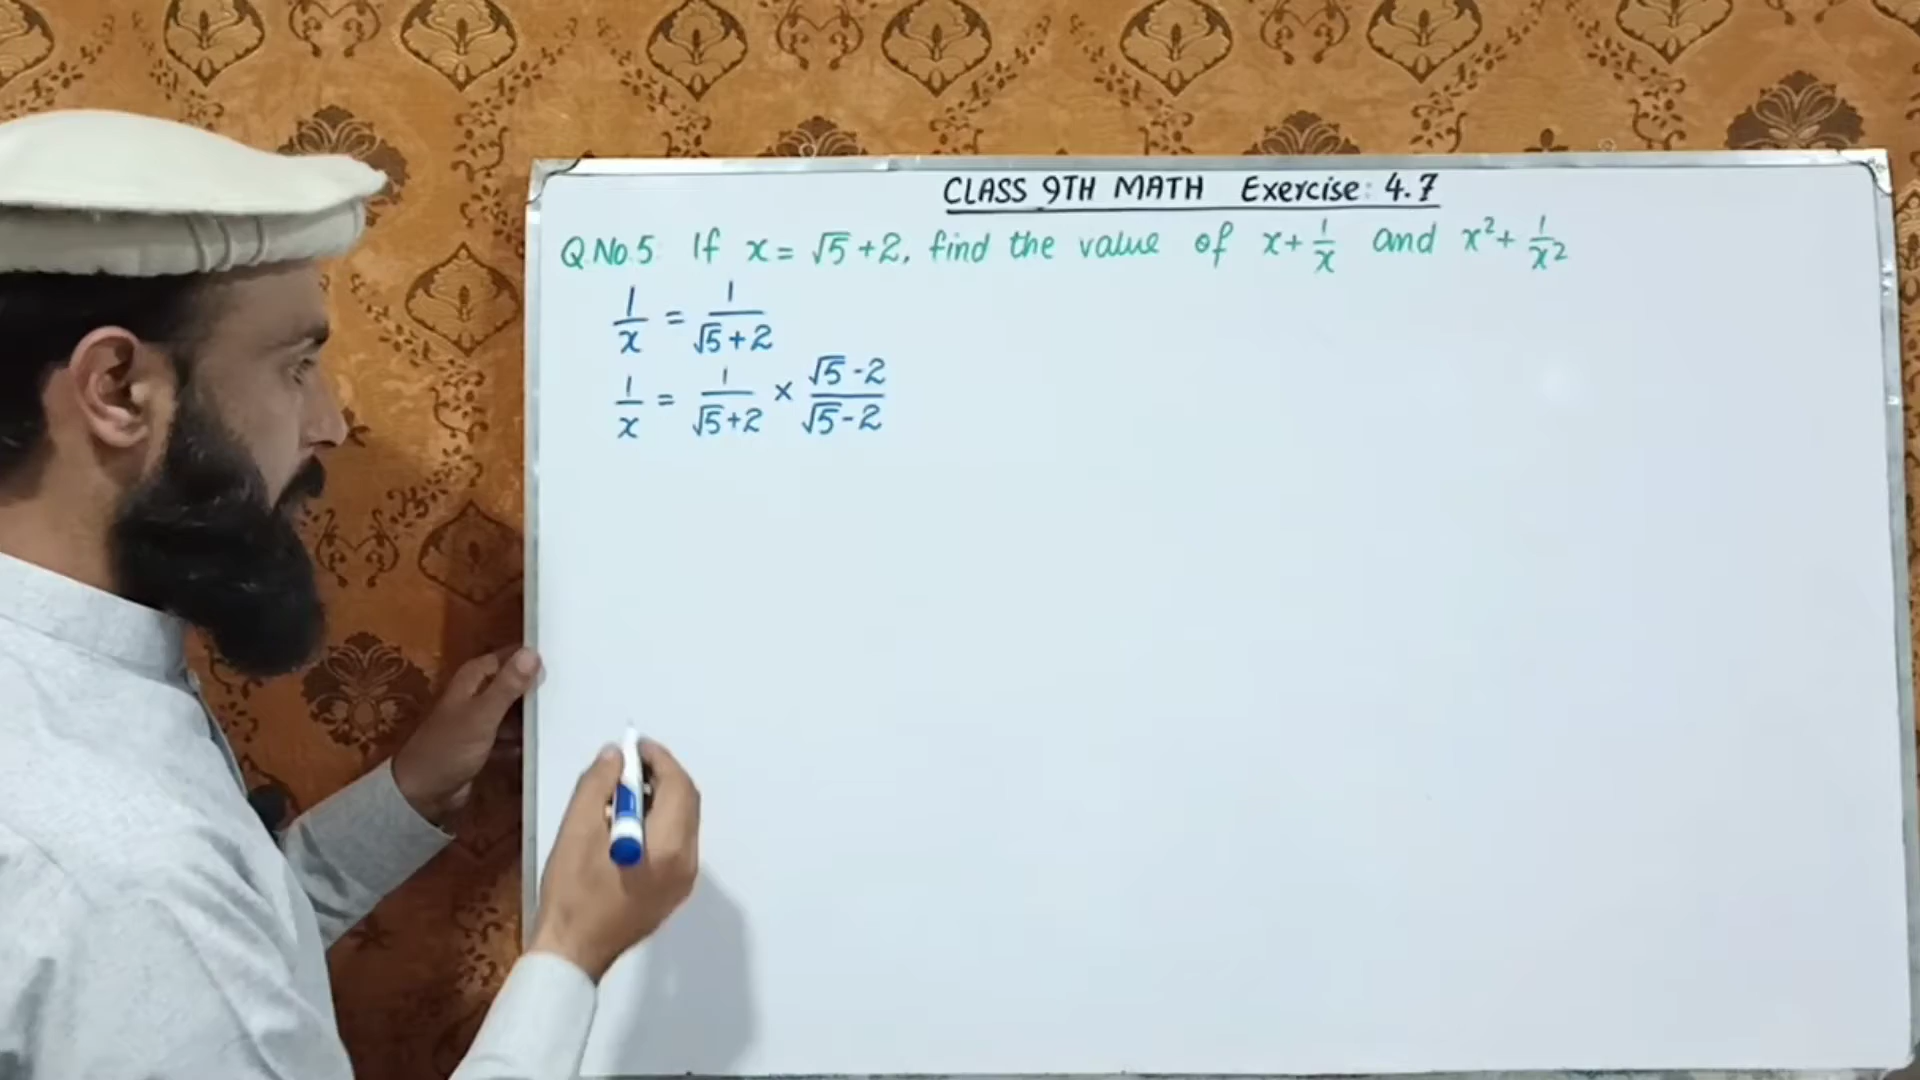 CLASS 9TH MATH Exercise: 4.7
Q.No.5: If x = √5 + 2, find the value of x + 1/x and x² + 1/x²
1/x = 1/(√5 + 2)
1/x = 1/(√5 + 2) × (√5 - 2)/(√5 - 2)